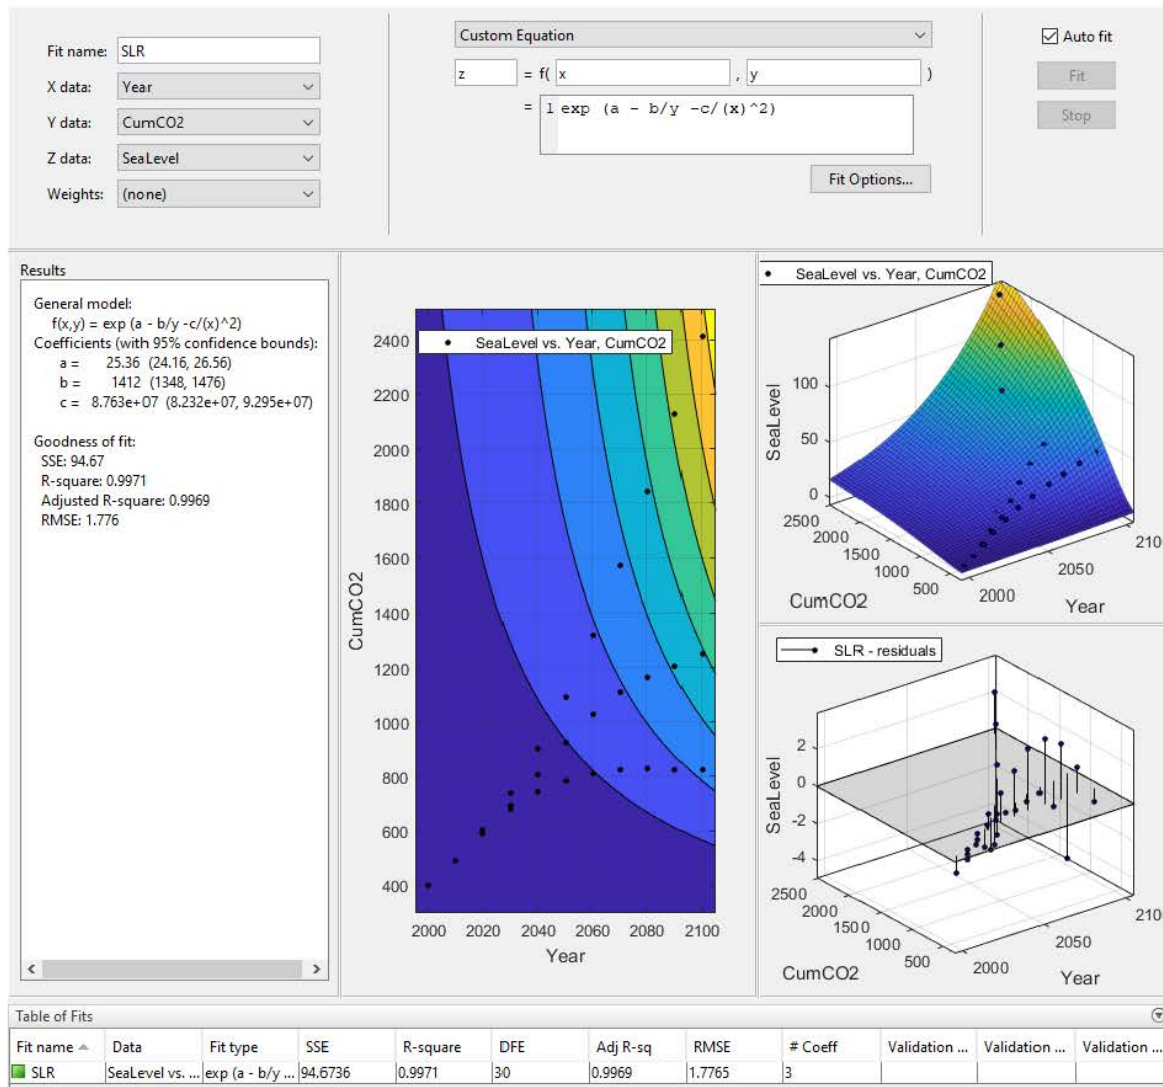 Fit name: SLR
X data: Year
Y data: CumCO2
Z data: SeaLevel
Weights: (none)
Custom Equation
z = f( x , y )
= 1 exp (a - b/y -c/(x)^2)
Fit Options...
Auto fit
Fit
Stop
Results
General model:
f(x,y) = exp (a - b/y -c/(x)^2)
Coefficients (with 95% confidence bounds):
a = 25.36 (24.16, 26.56)
b = 1412 (1348, 1476)
c = 8.763e+07 (8.232e+07, 9.295e+07)
Goodness of fit:
SSE: 94.67
R-square: 0.9971
Adjusted R-square: 0.9969
RMSE: 1.776
SeaLevel vs. Year, CumCO2
2400
2200
2000
1800
1600
1400
1200
1000
800
600
400
CumCO2
2000 2020 2040 2060 2080 2100
Year
SeaLevel vs. Year, CumCO2
100
50
0
SeaLevel
2500
2000
1500
1000
500
CumCO2
2000
2050
2100
Year
SLR - residuals
2
0
-2
-4
SeaLevel
2500
2000
1500
1000
500
CumCO2
2000
2050
2100
Year
Table of Fits
Fit name Data Fit type SSE R-square DFE Adj R-sq RMSE # Coeff Validation ... Validation ... Validation ...
SLR SeaLevel vs. ... exp (a - b/y ... 94.6736 0.9971 30 0.9969 1.7765 3